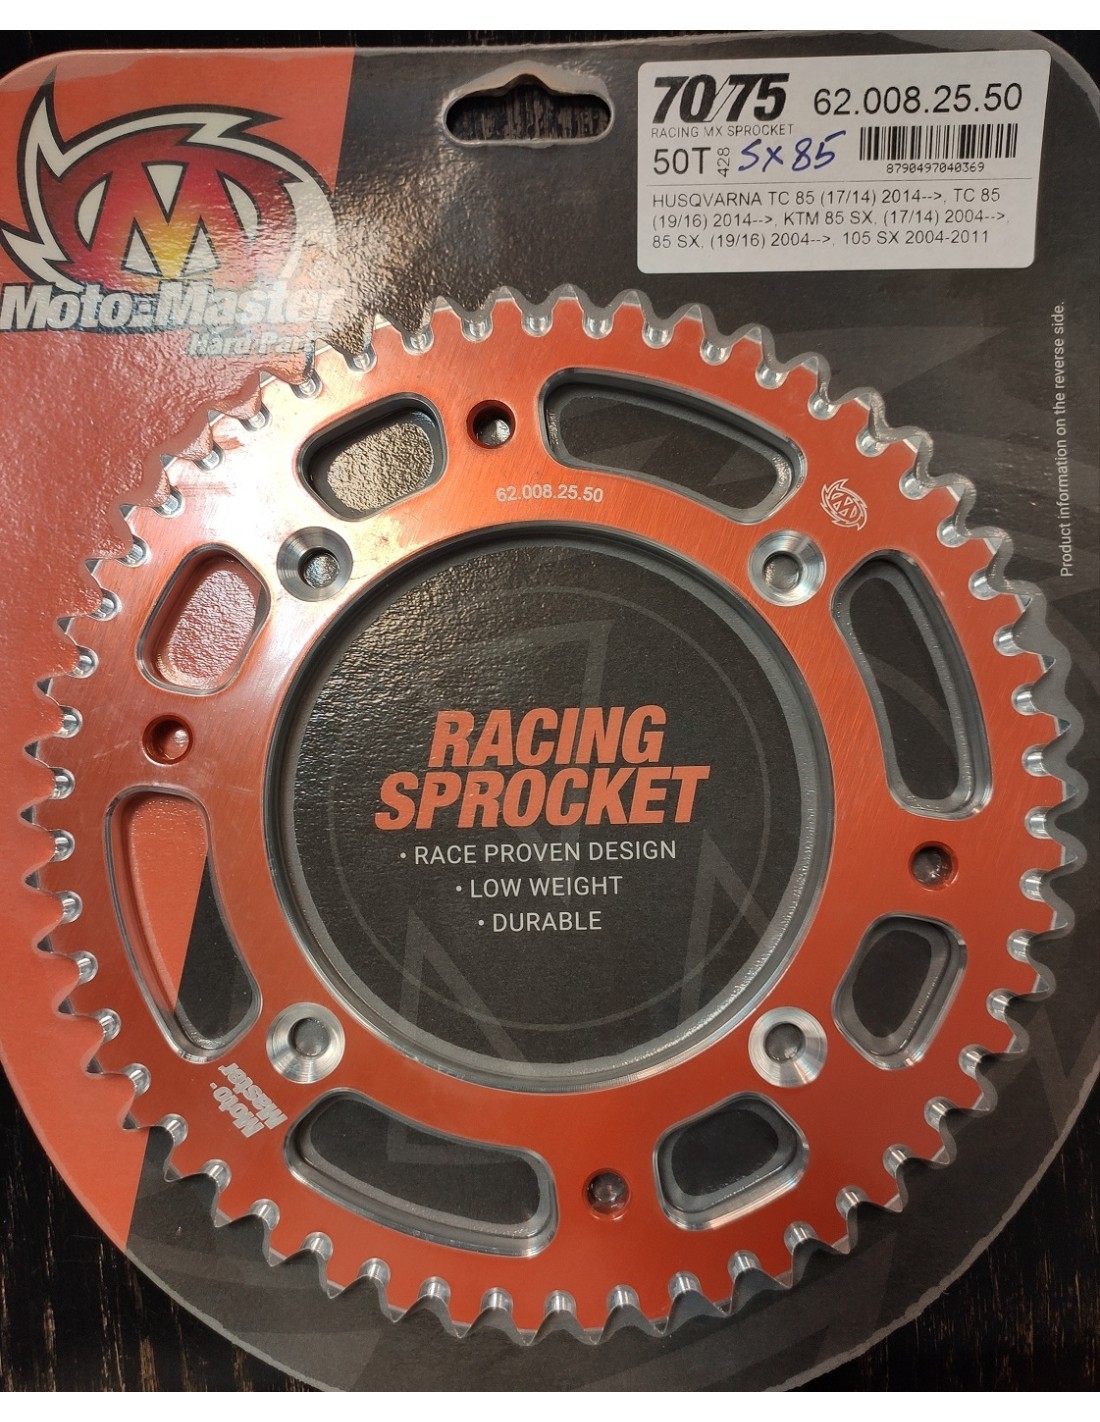 70/75
RACING MX SPROCKET
62.008.25.50
50T 428 SX85
8790497040369
HUSQVARNA TC 85 (17/14) 2014-->, TC 85
(19/16) 2014-->, KTM 85 SX, (17/14) 2004-->,
85 SX, (19/16) 2004-->, 105 SX 2004-2011
Moto-Master
Hard Parts
Product information on the reverse side.
62.008.25.50
RACING
SPROCKET
• RACE PROVEN DESIGN
• LOW WEIGHT
• DURABLE
Moto-
Master